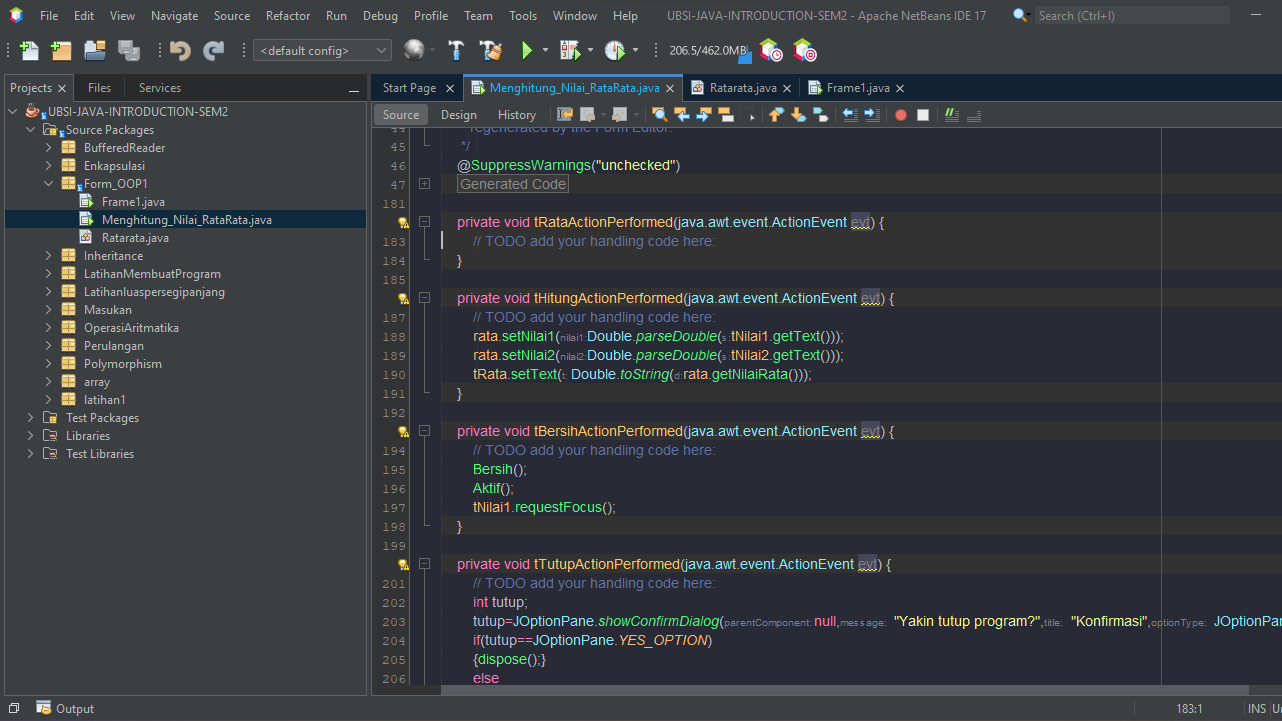 File Edit View Navigate Source Refactor Run Debug Profile Team Tools Window Help UBSI-JAVA-INTRODUCTION-SEM2 - Apache NetBeans IDE 17 Search (Ctrl+I)
<default config> 206.5/462.0MB
Projects Files Services
Start Page Menghitung_Nilai_RataRata.java Ratarata.java Frame1.java
Source Design History
UBSI-JAVA-INTRODUCTION-SEM2
Source Packages
BufferedReader
Enkapsulasi
Form_OOP1
Frame1.java
Menghitung_Nilai_RataRata.java
Ratarata.java
Inheritance
LatihanMembuatProgram
Latihanluaspersegipanjang
Masukan
OperasiAritmatika
Perulangan
Polymorphism
array
latihan1
Test Packages
Libraries
Test Libraries
44 regenerated by the Form Editor.
45 */
46 @SuppressWarnings("unchecked")
47 Generated Code
181
private void tRataActionPerformed(java.awt.event.ActionEvent evt) {
183 // TODO add your handling code here:
184 }
185
private void tHitungActionPerformed(java.awt.event.ActionEvent evt) {
187 // TODO add your handling code here:
188 rata.setNilai1(nilai1:Double.parseDouble(s:tNilai1.getText()));
189 rata.setNilai2(nilai2:Double.parseDouble(s:tNilai2.getText()));
190 tRata.setText(t:Double.toString(d:rata.getNilaiRata()));
191 }
192
private void tBersihActionPerformed(java.awt.event.ActionEvent evt) {
194 // TODO add your handling code here:
195 Bersih();
196 Aktif();
197 tNilai1.requestFocus();
198 }
199
private void tTutupActionPerformed(java.awt.event.ActionEvent evt) {
201 // TODO add your handling code here:
202 int tutup;
203 tutup=JOptionPane.showConfirmDialog(parentComponent:null,message: "Yakin tutup program?",title: "Konfirmasi",optionType: JOptionPan
204 if(tutup==JOptionPane.YES_OPTION)
205 {dispose();}
206 else
Output 183:1 INS